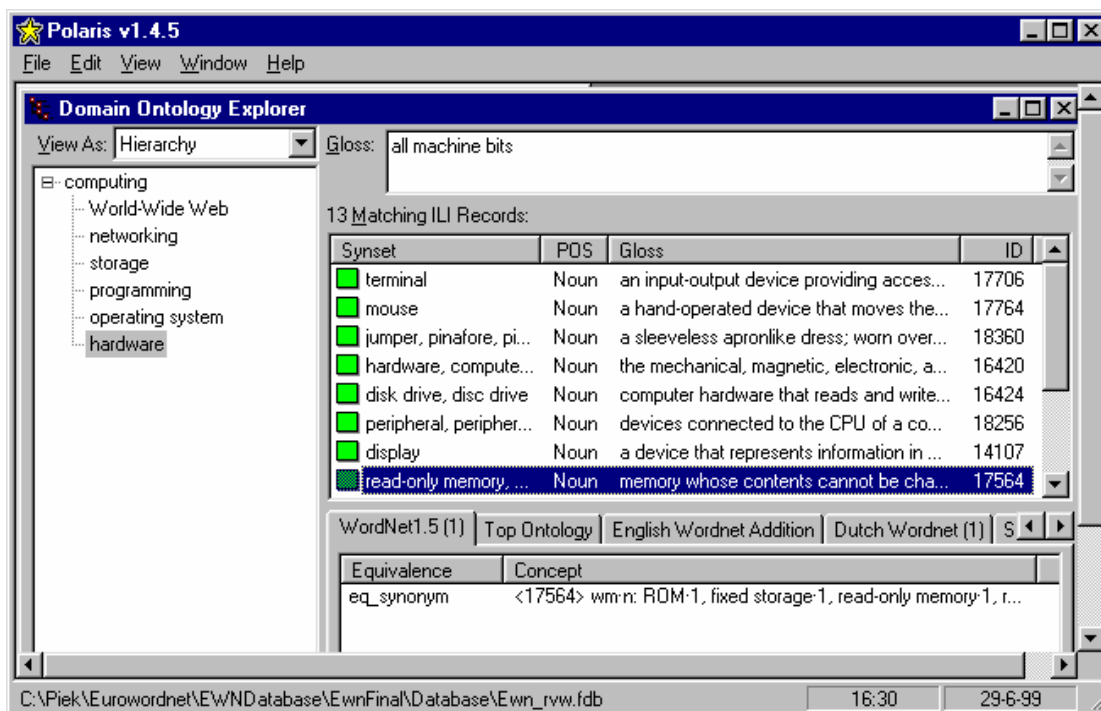 Polaris v1.4.5
File Edit View Window Help
Domain Ontology Explorer
View As: Hierarchy
Gloss: all machine bits
computing
World-Wide Web
networking
storage
programming
operating system
hardware
13 Matching ILI Records:
Synset POS Gloss ID
terminal Noun an input-output device providing acces... 17706
mouse Noun a hand-operated device that moves the... 17764
jumper, pinafore, pi... Noun a sleeveless apronlike dress; worn over... 18360
hardware, compute... Noun the mechanical, magnetic, electronic, a... 16420
disk drive, disc drive Noun computer hardware that reads and write... 16424
peripheral, peripher... Noun devices connected to the CPU of a co... 18256
display Noun a device that represents information in ... 14107
read-only memory, ... Noun memory whose contents cannot be cha... 17564
WordNet1.5 (1) Top Ontology English Wordnet Addition Dutch Wordnet (1) S
Equivalence Concept
eq_synonym <17564> wm·n: ROM·1, fixed storage·1, read-only memory·1, r...
C:\Piek\Eurowordnet\EWNDatabase\EwnFinal\Database\Ewn_rvw.fdb 16:30 29-6-99